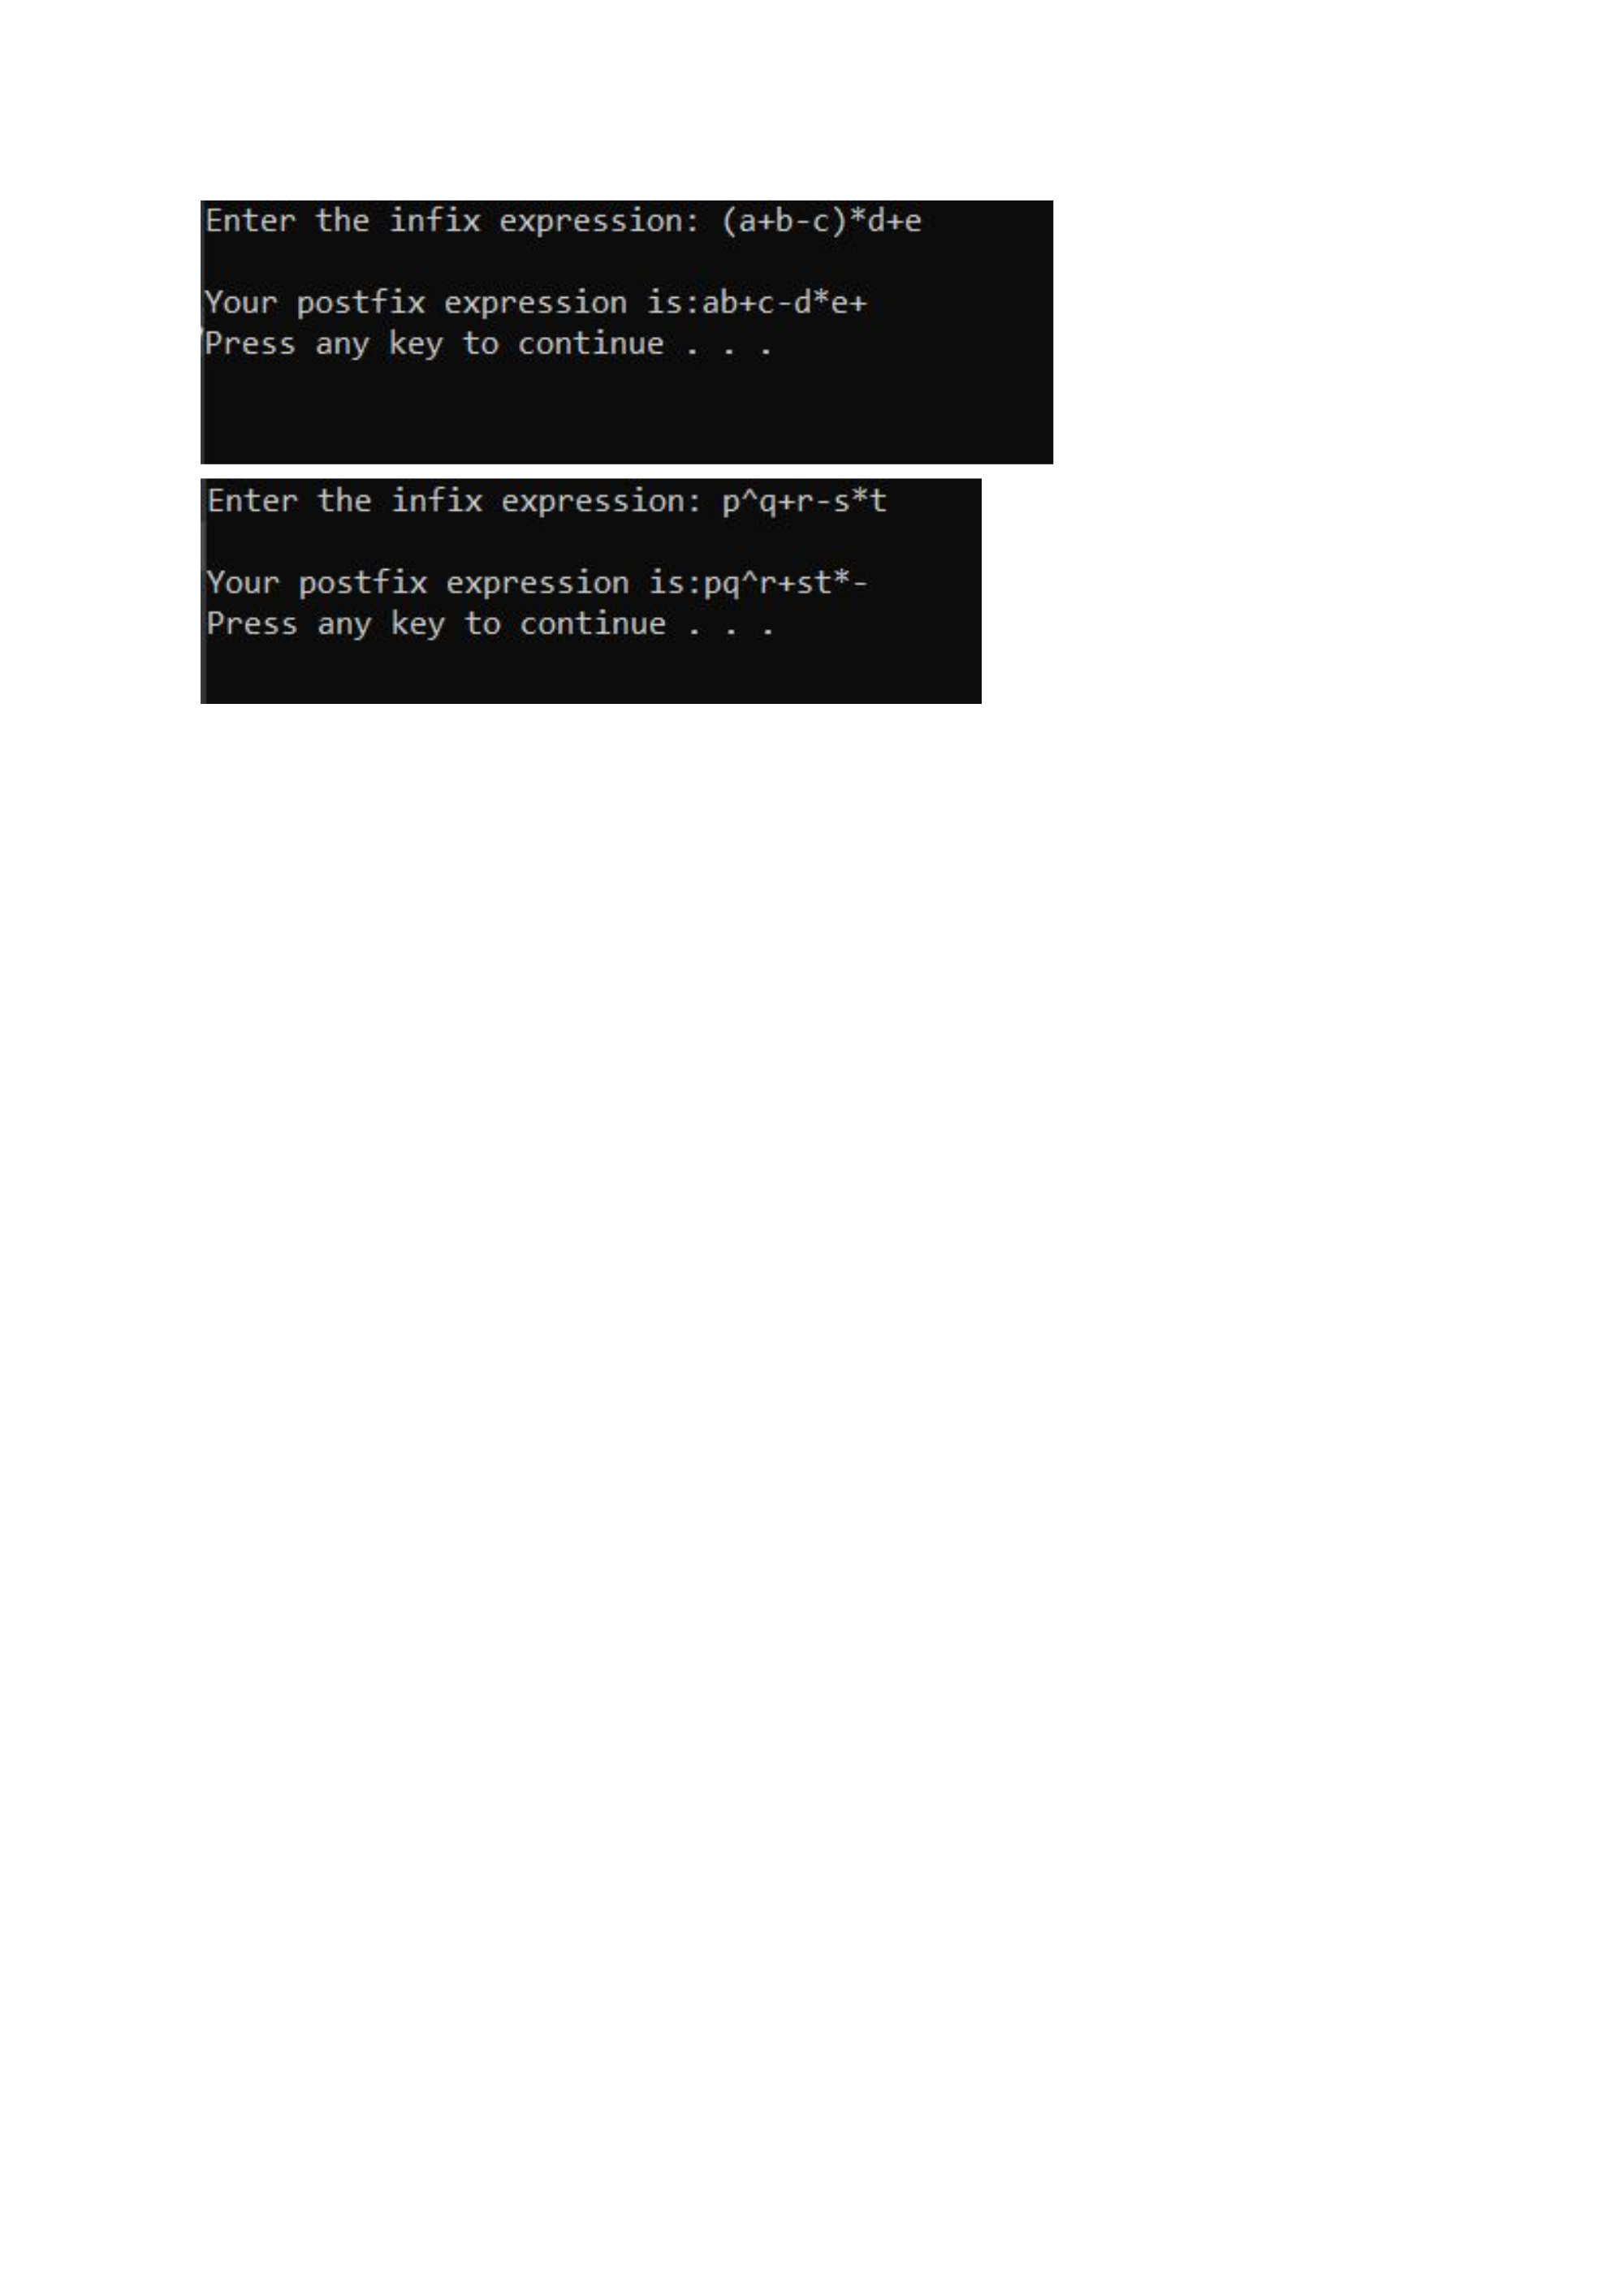 Enter the infix expression: (a+b-c)*d+e
Your postfix expression is:ab+c-d*e+
Press any key to continue . . .
Enter the infix expression: p^q+r-s*t
Your postfix expression is:pq^r+st*-
Press any key to continue . . .